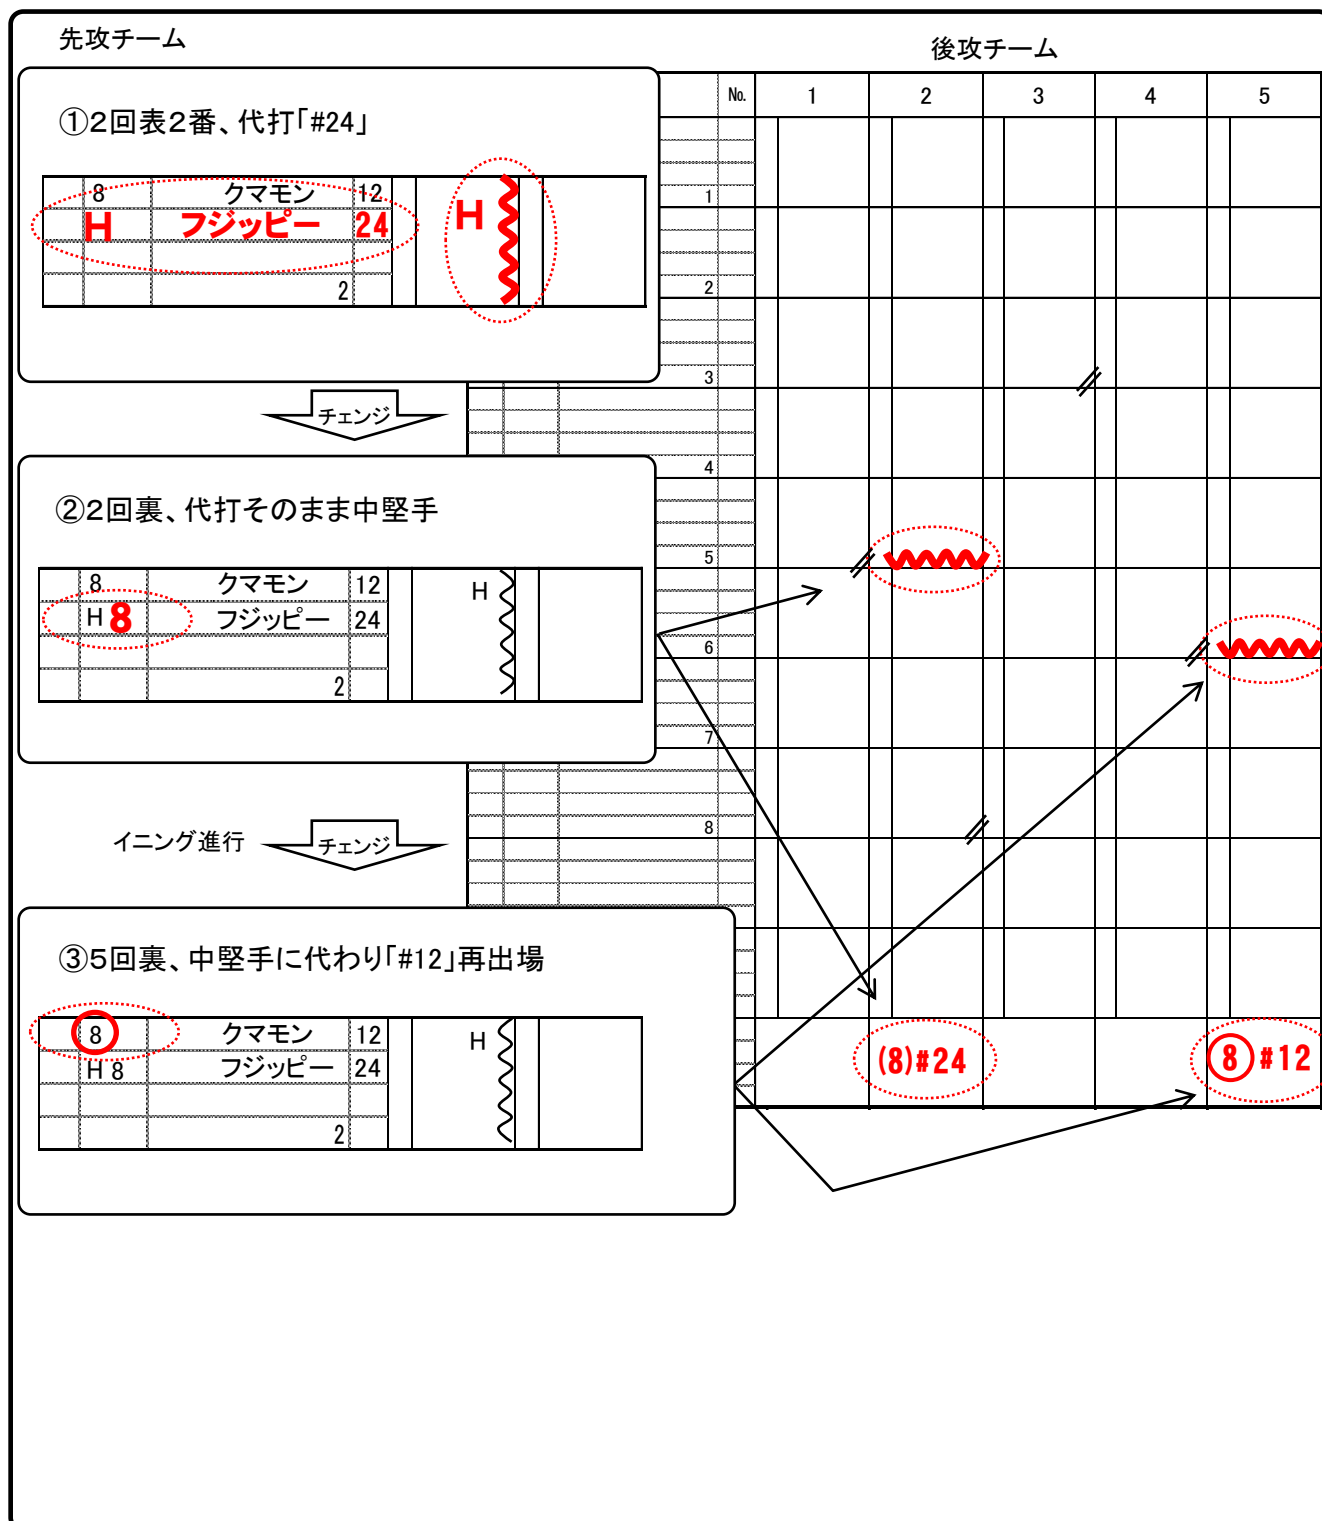 先攻チーム
後攻チーム
No. 1 2 3 4 5
①2回表2番、代打「#24」
8 クマモン 12
H フジッピー 24
H
2
1
2
3
チェンジ
4
②2回裏、代打そのまま中堅手
8 クマモン 12
H 8 フジッピー 24
H
2
5
6
7
イニング進行 チェンジ
8
③5回裏、中堅手に代わり「#12」再出場
8 クマモン 12
H 8 フジッピー 24
H
2
(8)#24
⑧#12